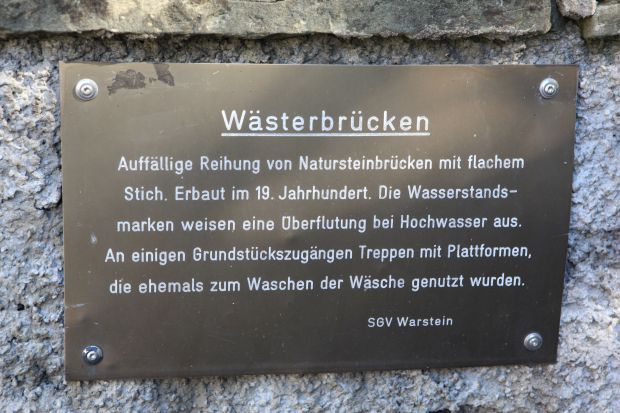 Wästerbrücken
Auffällige Reihung von Natursteinbrücken mit flachem
Stich. Erbaut im 19. Jahrhundert. Die Wasserstands-
marken weisen eine Überflutung bei Hochwasser aus.
An einigen Grundstückszugängen Treppen mit Plattformen,
die ehemals zum Waschen der Wäsche genutzt wurden.
SGV Warstein